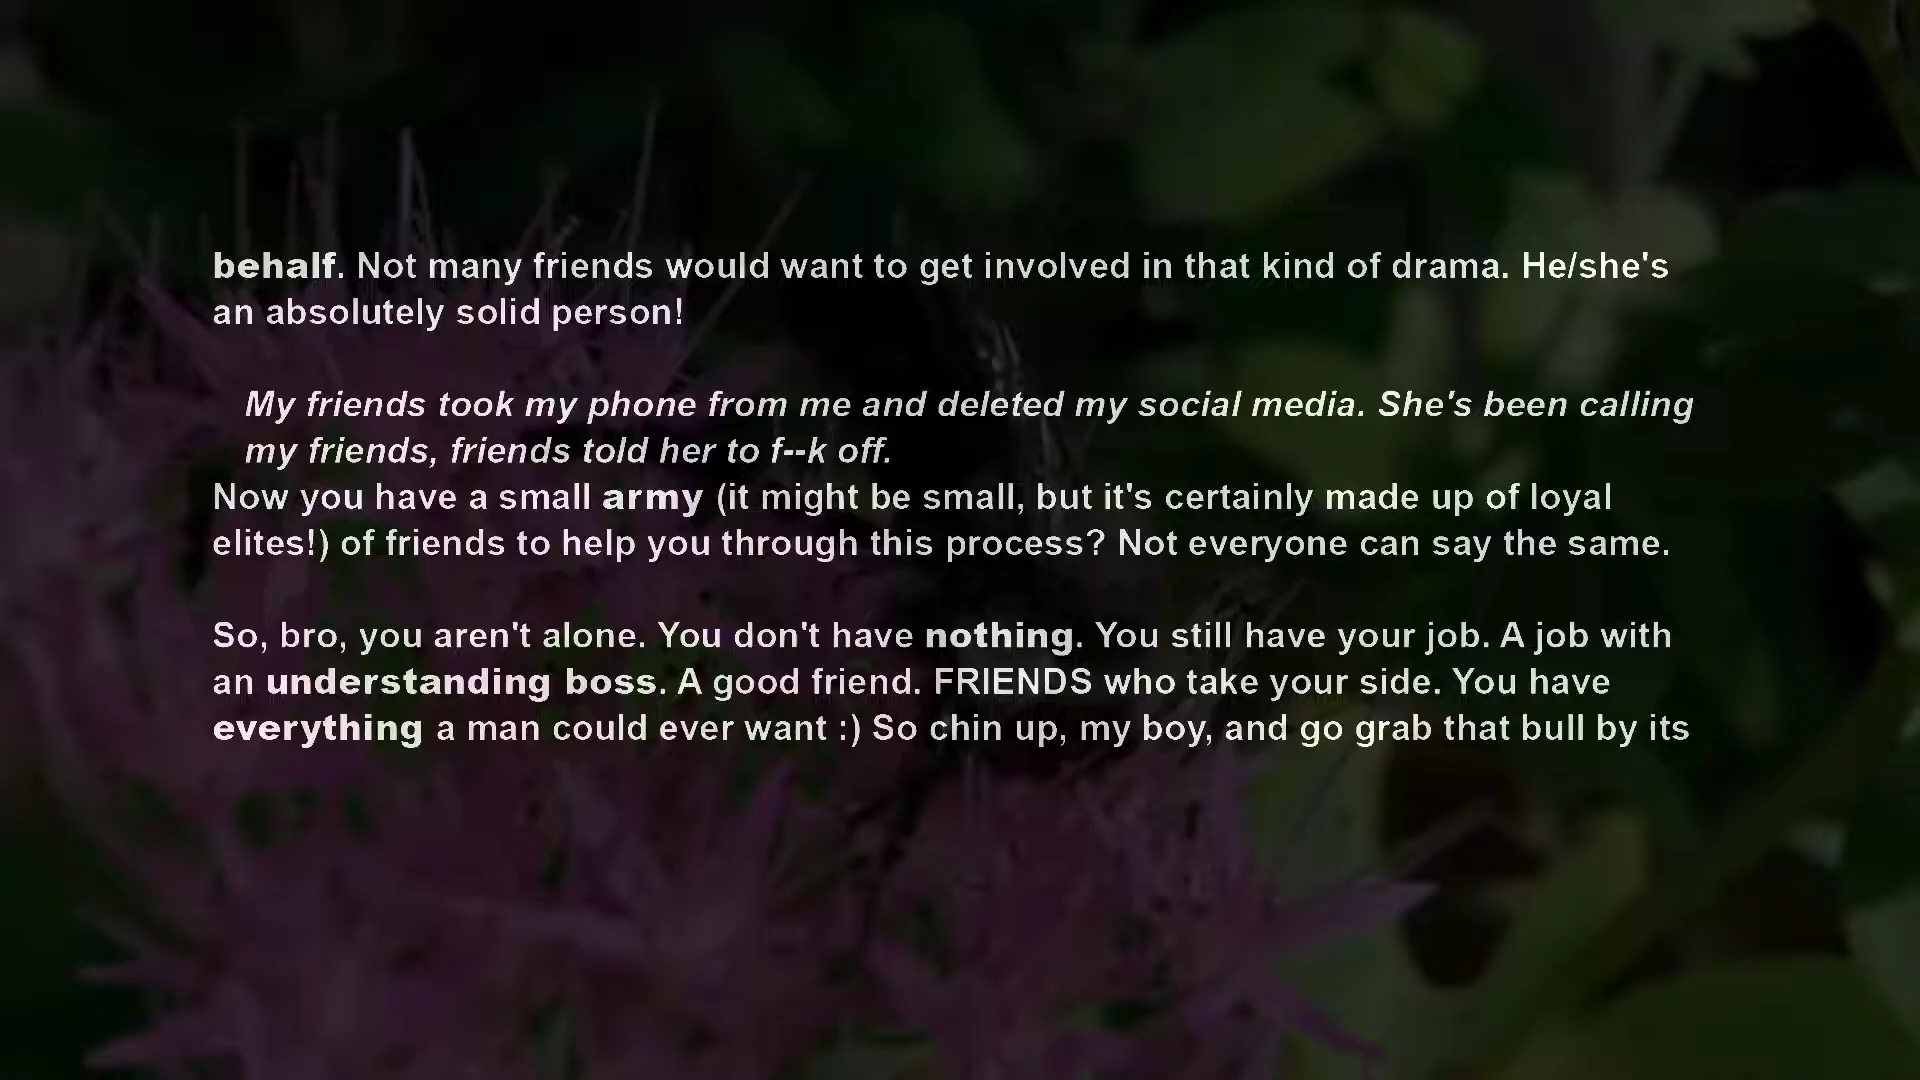 behalf. Not many friends would want to get involved in that kind of drama. He/she's
an absolutely solid person!
My friends took my phone from me and deleted my social media. She's been calling
my friends, friends told her to f--k off.
Now you have a small army (it might be small, but it's certainly made up of loyal
elites!) of friends to help you through this process? Not everyone can say the same.
So, bro, you aren't alone. You don't have nothing. You still have your job. A job with
an understanding boss. A good friend. FRIENDS who take your side. You have
everything a man could ever want :) So chin up, my boy, and go grab that bull by its